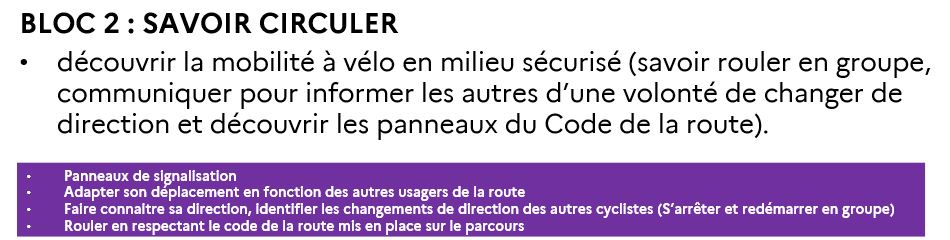 BLOC 2 : SAVOIR CIRCULER
• découvrir la mobilité à vélo en milieu sécurisé (savoir rouler en groupe,
communiquer pour informer les autres d’une volonté de changer de
direction et découvrir les panneaux du Code de la route).
• Panneaux de signalisation
• Adapter son déplacement en fonction des autres usagers de la route
• Faire connaitre sa direction, identifier les changements de direction des autres cyclistes (S’arrêter et redémarrer en groupe)
• Rouler en respectant le code de la route mis en place sur le parcours